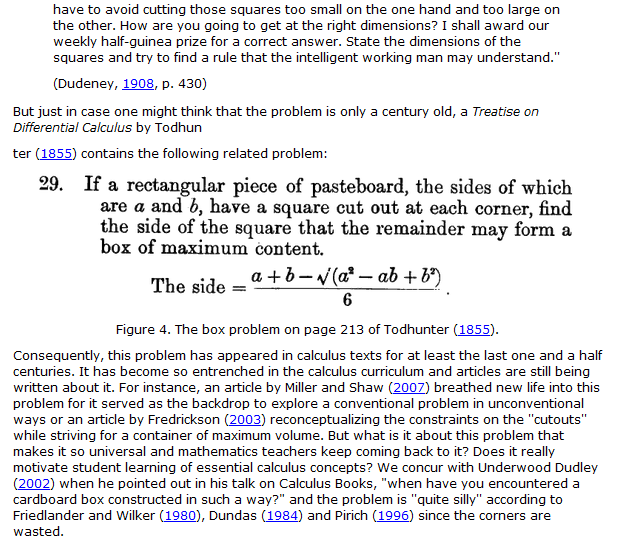 have to avoid cutting those squares too small on the one hand and too large on
the other. How are you going to get at the right dimensions? I shall award our
weekly half-guinea prize for a correct answer. State the dimensions of the
squares and try to find a rule that the intelligent working man may understand."
(Dudeney, 1908, p. 430)
But just in case one might think that the problem is only a century old, a Treatise on
Differential Calculus by Todhun
ter (1855) contains the following related problem:
29. If a rectangular piece of pasteboard, the sides of which
are a and b, have a square cut out at each corner, find
the side of the square that the remainder may form a
box of maximum content.
The side = a + b – √(a² – ab + b²) / 6 .
Figure 4. The box problem on page 213 of Todhunter (1855).
Consequently, this problem has appeared in calculus texts for at least the last one and a half
centuries. It has become so entrenched in the calculus curriculum and articles are still being
written about it. For instance, an article by Miller and Shaw (2007) breathed new life into this
problem for it served as the backdrop to explore a conventional problem in unconventional
ways or an article by Fredrickson (2003) reconceptualizing the constraints on the "cutouts"
while striving for a container of maximum volume. But what is it about this problem that
makes it so universal and mathematics teachers keep coming back to it? Does it really
motivate student learning of essential calculus concepts? We concur with Underwood Dudley
(2002) when he pointed out in his talk on Calculus Books, "when have you encountered a
cardboard box constructed in such a way?" and the problem is "quite silly" according to
Friedlander and Wilker (1980), Dundas (1984) and Pirich (1996) since the corners are
wasted.